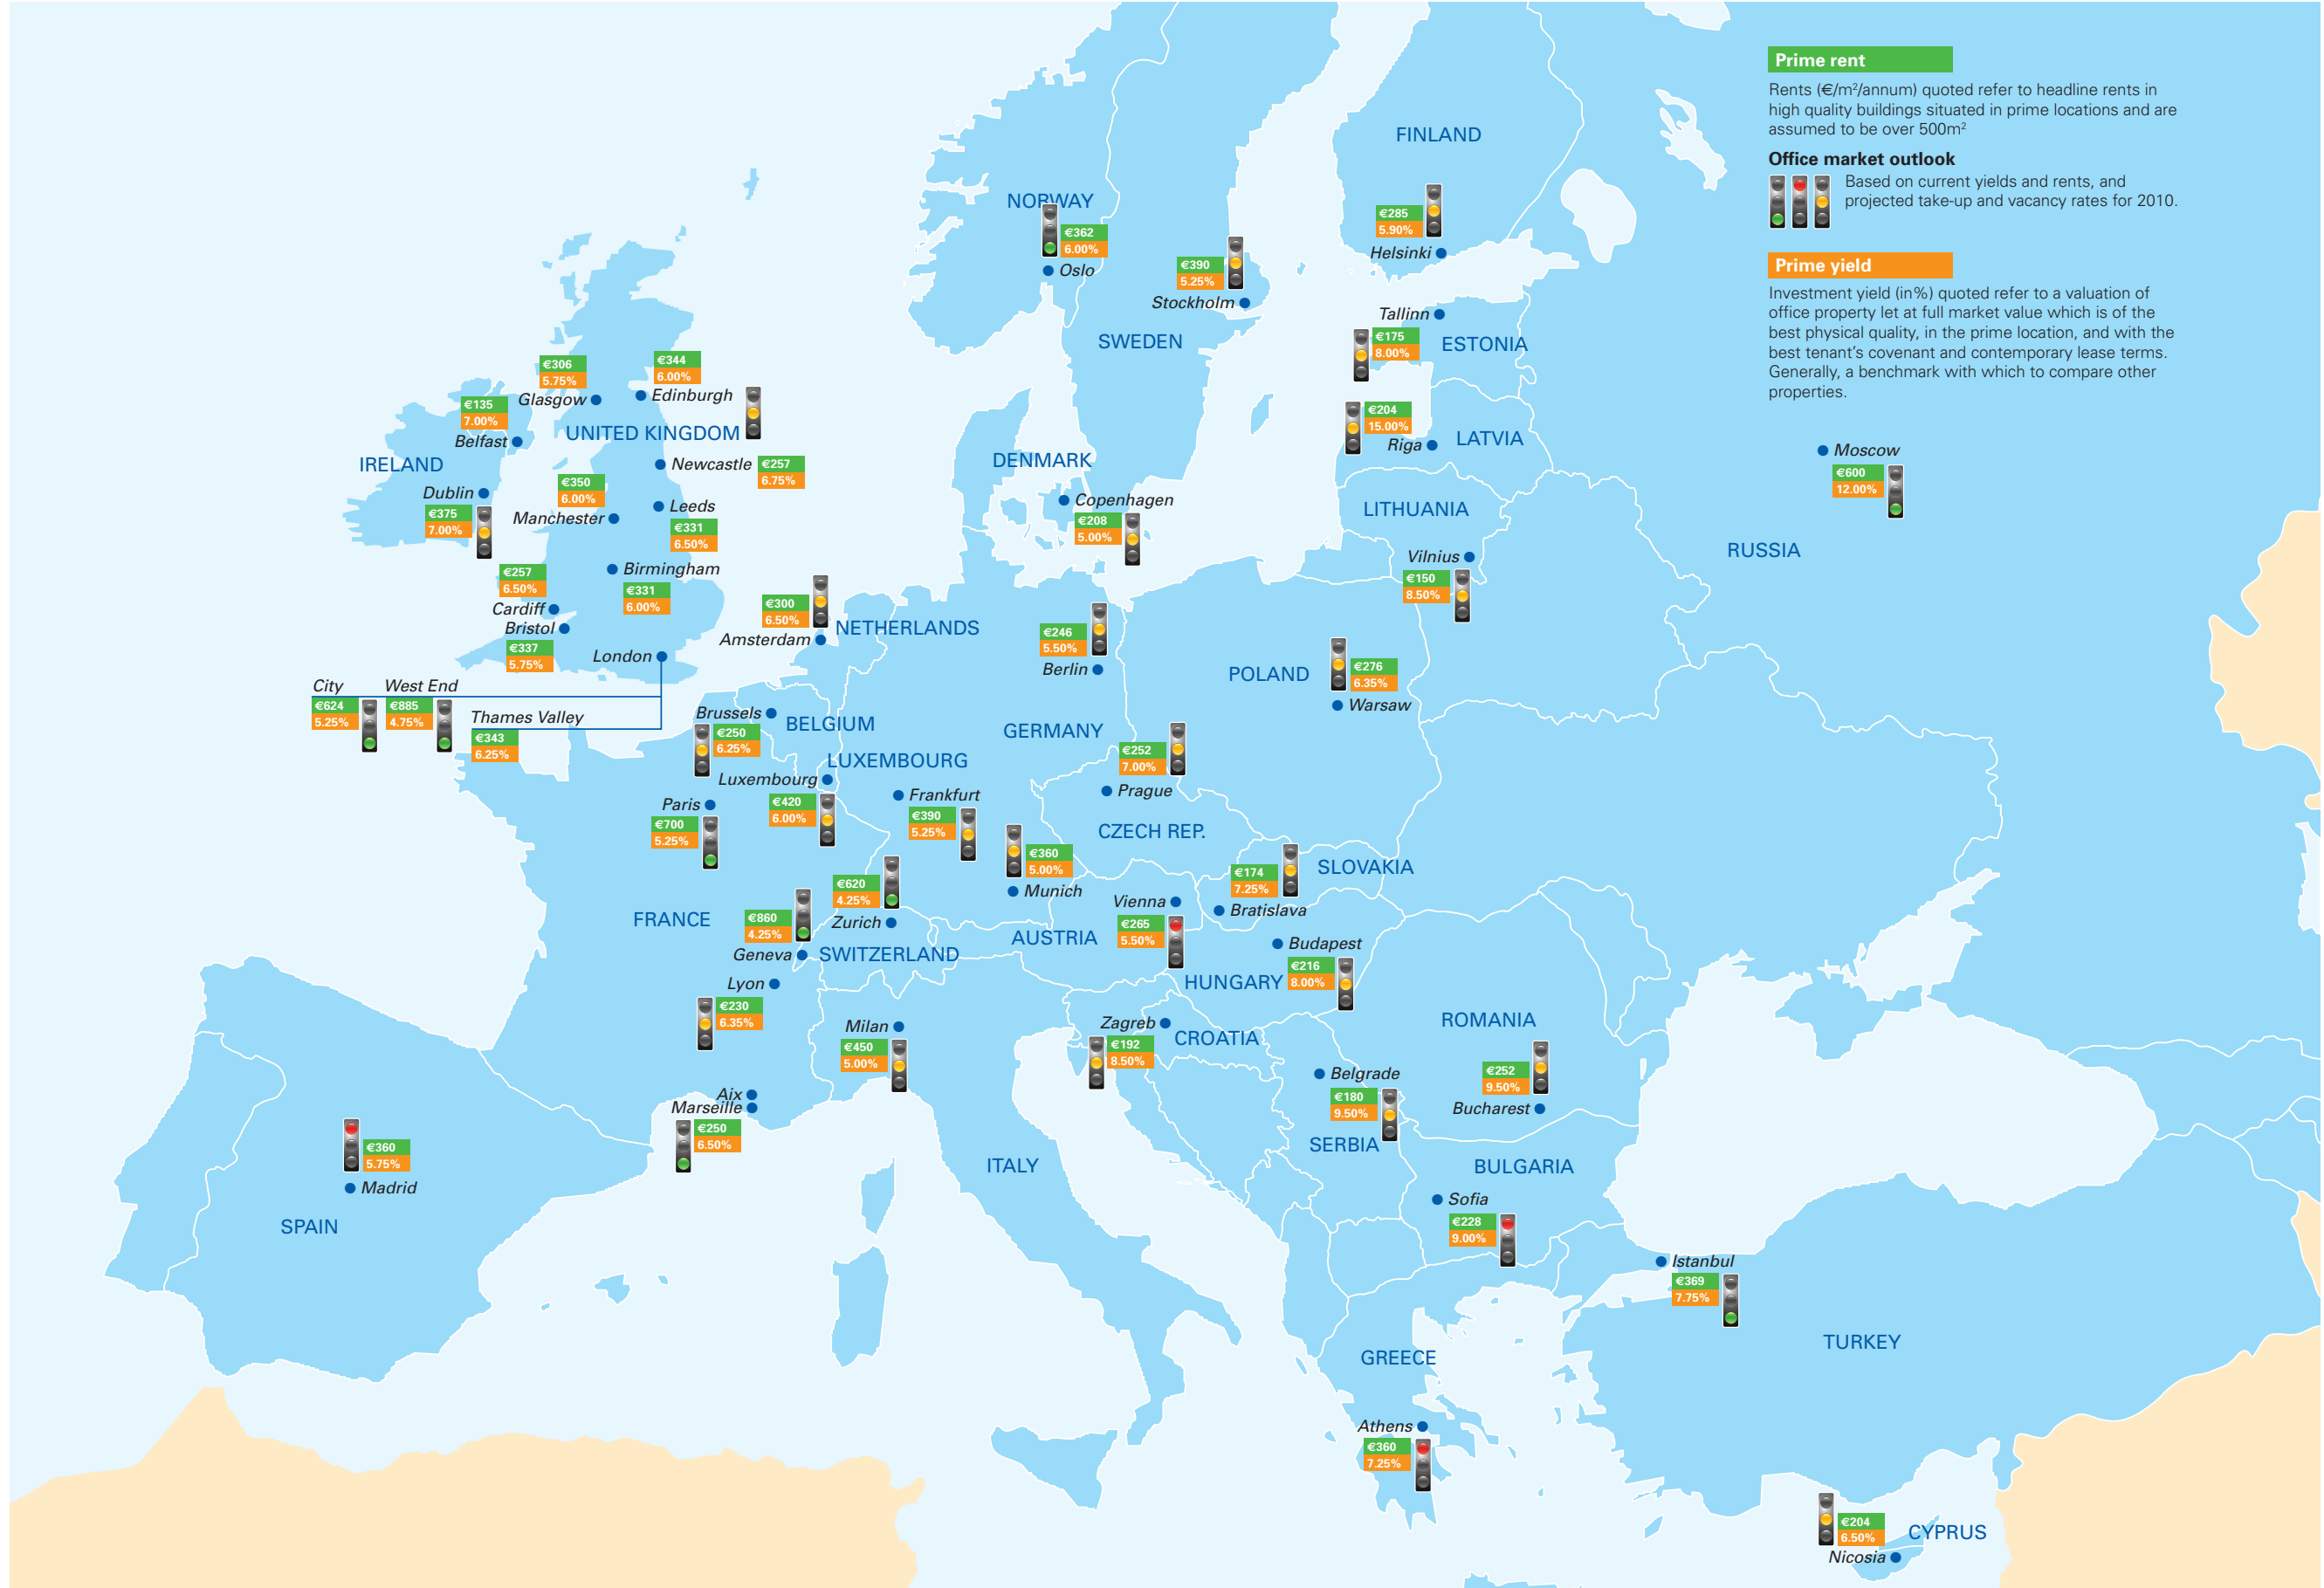 Prime rent
Rents (€/m²/annum) quoted refer to headline rents in
high quality buildings situated in prime locations and are
assumed to be over 500m²
Office market outlook
Based on current yields and rents, and
projected take-up and vacancy rates for 2010.
Prime yield
Investment yield (in%) quoted refer to a valuation of
office property let at full market value which is of the
best physical quality, in the prime location, and with the
best tenant's covenant and contemporary lease terms.
Generally, a benchmark with which to compare other
properties.
FINLAND
€285
5.90%
Helsinki
NORWAY
€362
6.00%
Oslo
€390
5.25%
Stockholm
SWEDEN
Tallinn
€175
8.00%
ESTONIA
€204
15.00%
Riga
LATVIA
LITHUANIA
Vilnius
€150
8.50%
Moscow
€600
12.00%
RUSSIA
€306
5.75%
Glasgow
€344
6.00%
Edinburgh
€135
7.00%
Belfast
UNITED KINGDOM
IRELAND
Dublin
€375
7.00%
Newcastle
€257
6.75%
€350
6.00%
Manchester
Leeds
€331
6.50%
Birmingham
€331
6.00%
€257
6.50%
Cardiff
Bristol
€337
5.75%
London
City
€624
5.25%
West End
€885
4.75%
Thames Valley
€343
6.25%
DENMARK
Copenhagen
€208
5.00%
€300
6.50%
Amsterdam
NETHERLANDS
€246
5.50%
Berlin
POLAND
€276
6.35%
Warsaw
Brussels
€250
6.25%
BELGIUM
GERMANY
LUXEMBOURG
Luxembourg
€420
6.00%
€252
7.00%
Prague
CZECH REP.
Paris
€700
5.25%
Frankfurt
€390
5.25%
€360
5.00%
Munich
€174
7.25%
Bratislava
SLOVAKIA
FRANCE
€620
4.25%
Zurich
€860
4.25%
Geneva
SWITZERLAND
Vienna
€265
5.50%
AUSTRIA
Budapest
€216
8.00%
HUNGARY
Lyon
€230
6.35%
Milan
€450
5.00%
Zagreb
€192
8.50%
CROATIA
ROMANIA
€252
9.50%
Bucharest
Belgrade
€180
9.50%
SERBIA
Aix
Marseille
€250
6.50%
€360
5.75%
Madrid
SPAIN
ITALY
BULGARIA
Sofia
€228
9.00%
Istanbul
€369
7.75%
TURKEY
GREECE
Athens
€360
7.25%
€204
6.50%
CYPRUS
Nicosia